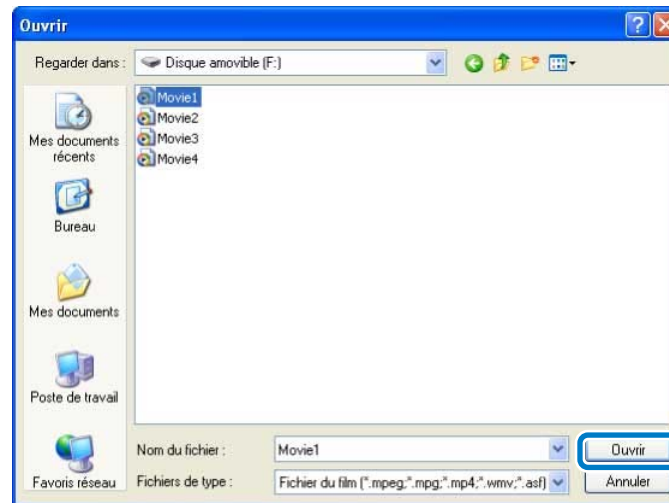 Ouvrir
Regarder dans :
Disque amovible (F:)
Movie1
Movie2
Movie3
Movie4
Mes documents
récents
Bureau
Mes documents
Poste de travail
Favoris réseau
Nom du fichier :
Movie1
Ouvrir
Fichiers de type :
Fichier du film (*.mpeg;*.mpg;*.mp4;*.wmv;*.asf)
Annuler